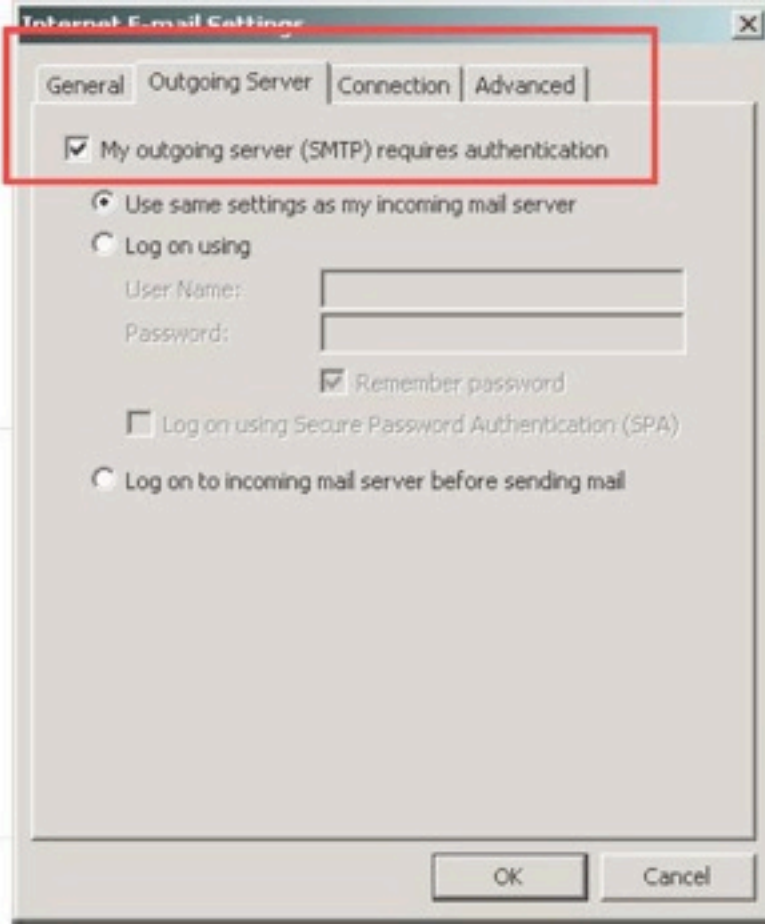 Internet E-mail Settings
General Outgoing Server Connection Advanced
My outgoing server (SMTP) requires authentication
Use same settings as my incoming mail server
Log on using
User Name:
Password:
Remember password
Log on using Secure Password Authentication (SPA)
Log on to incoming mail server before sending mail
OK Cancel